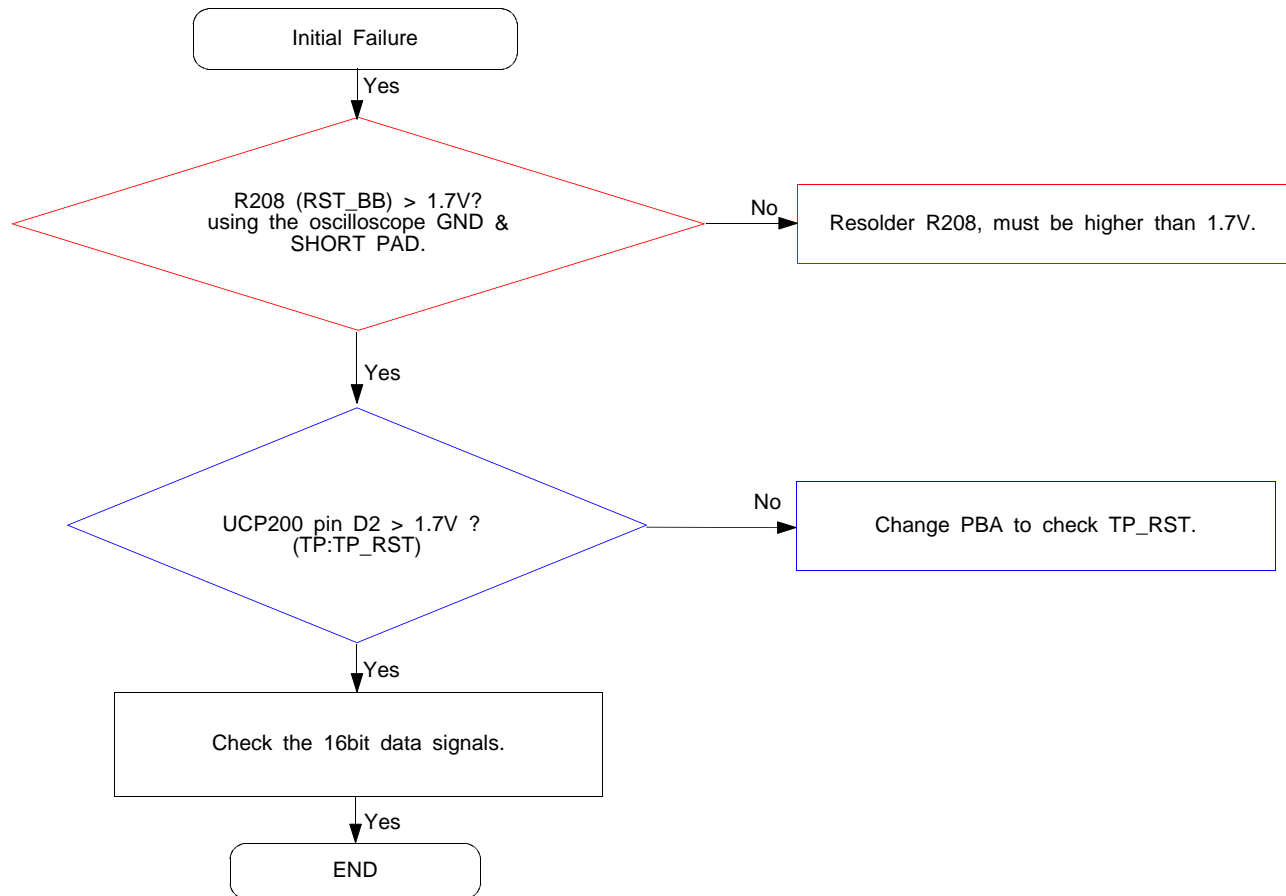 Initial Failure
Yes
R208 (RST_BB) > 1.7V?
using the oscilloscope GND &
SHORT PAD.
No
Resolder R208, must be higher than 1.7V.
Yes
UCP200 pin D2 > 1.7V ?
(TP:TP_RST)
No
Change PBA to check TP_RST.
Yes
Check the 16bit data signals.
Yes
END